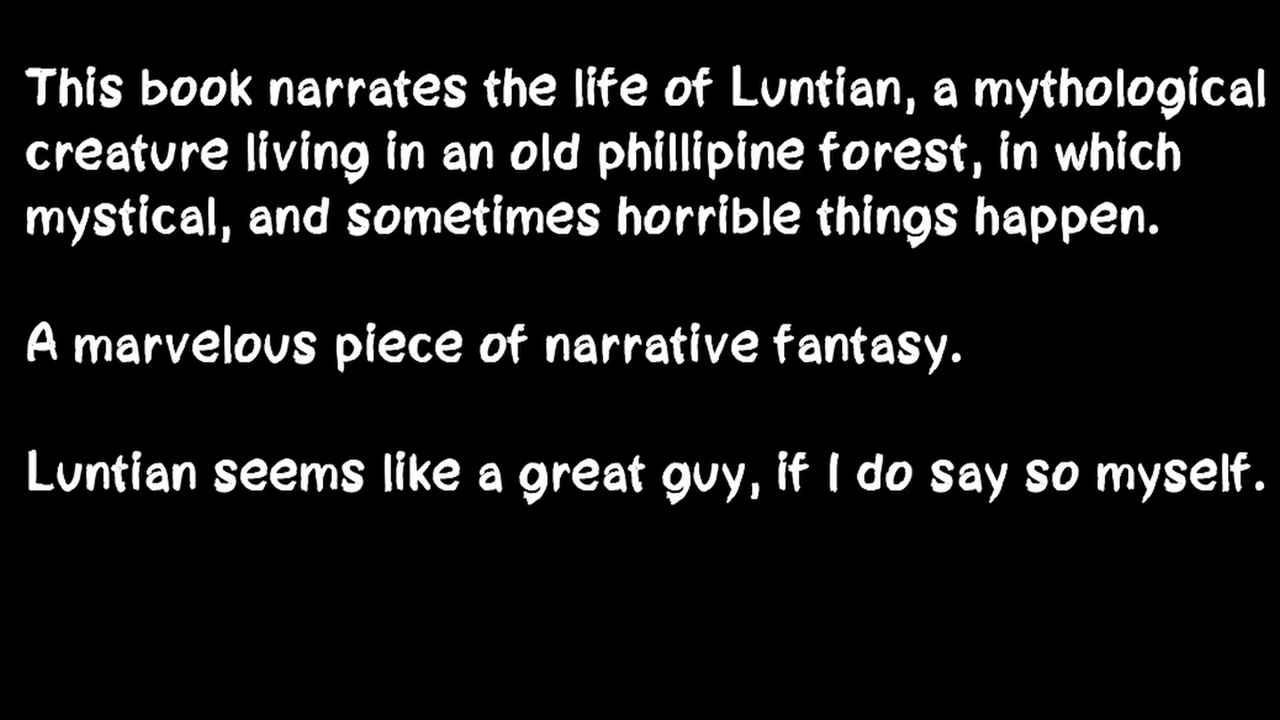 This book narrates the life of Luntian, a mythological
creature living in an old phillipine forest, in which
mystical, and sometimes horrible things happen.
A marvelous piece of narrative fantasy.
Luntian seems like a great guy, if I do say so myself.